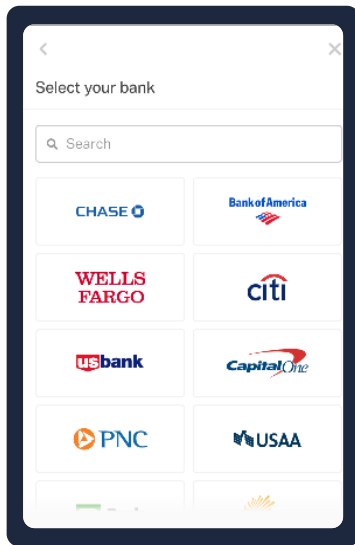 Select your bank
Search
CHASE
Bank of America
WELLS
FARGO
citi
usbank
Capital One
PNC
USAA